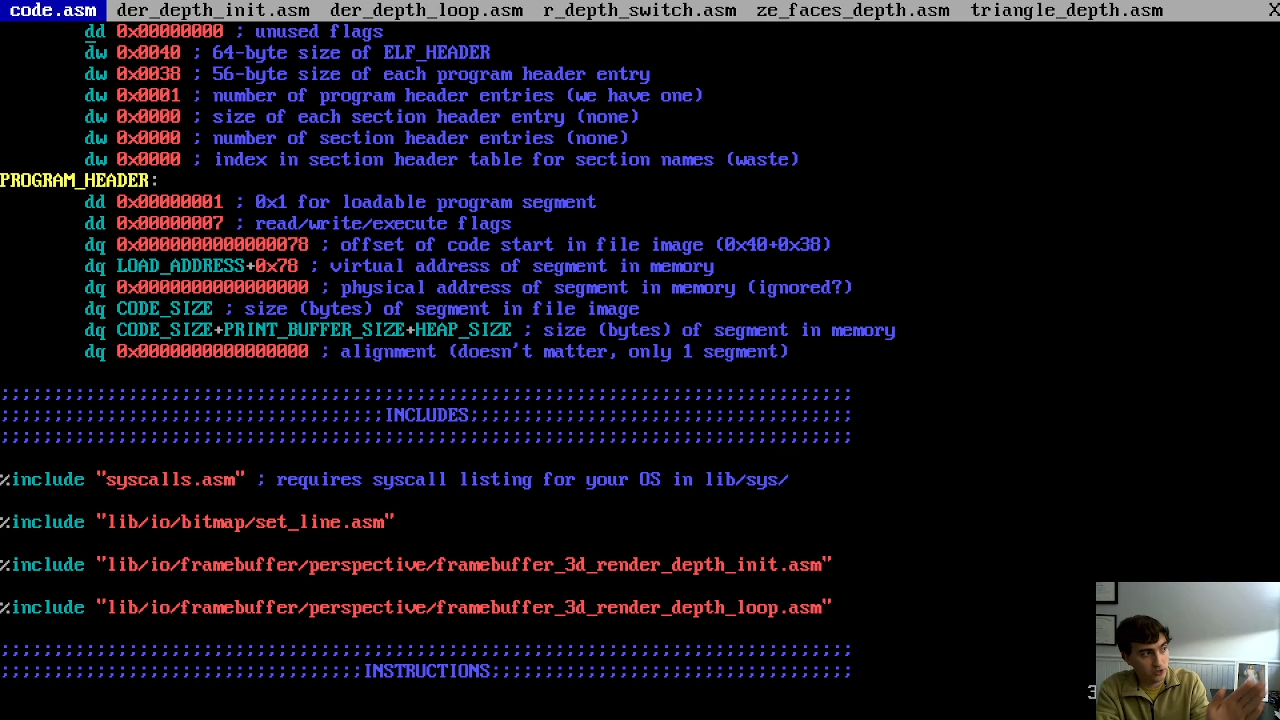 code.asm der_depth_init.asm der_depth_loop.asm r_depth_switch.asm ze_faces_depth.asm triangle_depth.asm X
dd 0x00000000 ; unused flags
dw 0x0040 ; 64-byte size of ELF_HEADER
dw 0x0038 ; 56-byte size of each program header entry
dw 0x0001 ; number of program header entries (we have one)
dw 0x0000 ; size of each section header entry (none)
dw 0x0000 ; number of section header entries (none)
dw 0x0000 ; index in section header table for section names (waste)
PROGRAM_HEADER:
dd 0x00000001 ; 0x1 for loadable program segment
dd 0x00000007 ; read/write/execute flags
dq 0x0000000000000078 ; offset of code start in file image (0x40+0x38)
dq LOAD_ADDRESS+0x78 ; virtual address of segment in memory
dq 0x0000000000000000 ; physical address of segment in memory (ignored?)
dq CODE_SIZE ; size (bytes) of segment in file image
dq CODE_SIZE+PRINT_BUFFER_SIZE+HEAP_SIZE ; size (bytes) of segment in memory
dq 0x0000000000000000 ; alignment (doesn't matter, only 1 segment)
;;;;;;;;;;;;;;;;;;;;;;;;;;;;;;;;;;;;;;;;;;;;;;;;;;;;;;;;;;;;;;;;;;;;;;;;;;;;;;;;
;;;;;;;;;;;;;;;;;;;;;;;;;;;;;;;;;;;;INCLUDES;;;;;;;;;;;;;;;;;;;;;;;;;;;;;;;;;;;;
;;;;;;;;;;;;;;;;;;;;;;;;;;;;;;;;;;;;;;;;;;;;;;;;;;;;;;;;;;;;;;;;;;;;;;;;;;;;;;;;
%include "syscalls.asm" ; requires syscall listing for your OS in lib/sys/
%include "lib/io/bitmap/set_line.asm"
%include "lib/io/framebuffer/perspective/framebuffer_3d_render_depth_init.asm"
%include "lib/io/framebuffer/perspective/framebuffer_3d_render_depth_loop.asm"
;;;;;;;;;;;;;;;;;;;;;;;;;;;;;;;;;;;;;;;;;;;;;;;;;;;;;;;;;;;;;;;;;;;;;;;;;;;;;;;;
;;;;;;;;;;;;;;;;;;;;;;;;;;;;;;;;;;INSTRUCTIONS;;;;;;;;;;;;;;;;;;;;;;;;;;;;;;;;;;